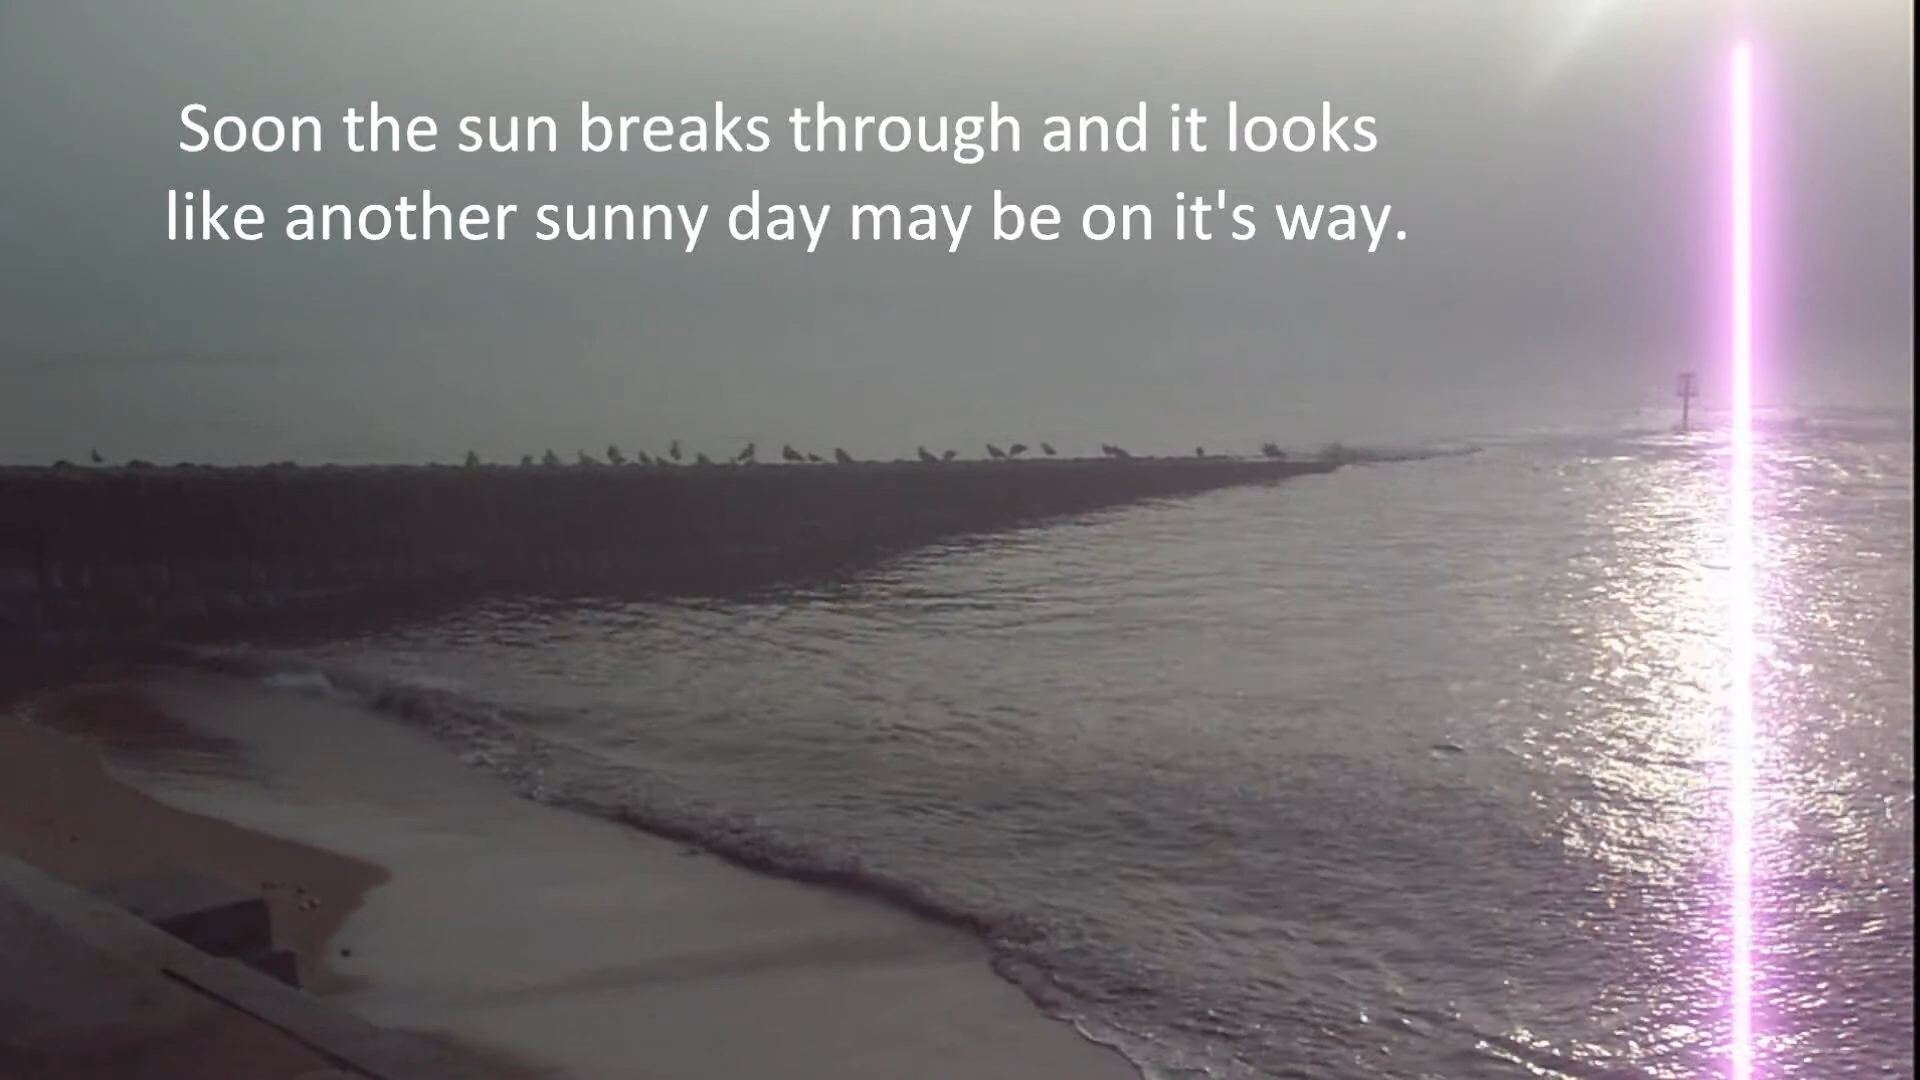 Soon the sun breaks through and it looks
like another sunny day may be on it's way.